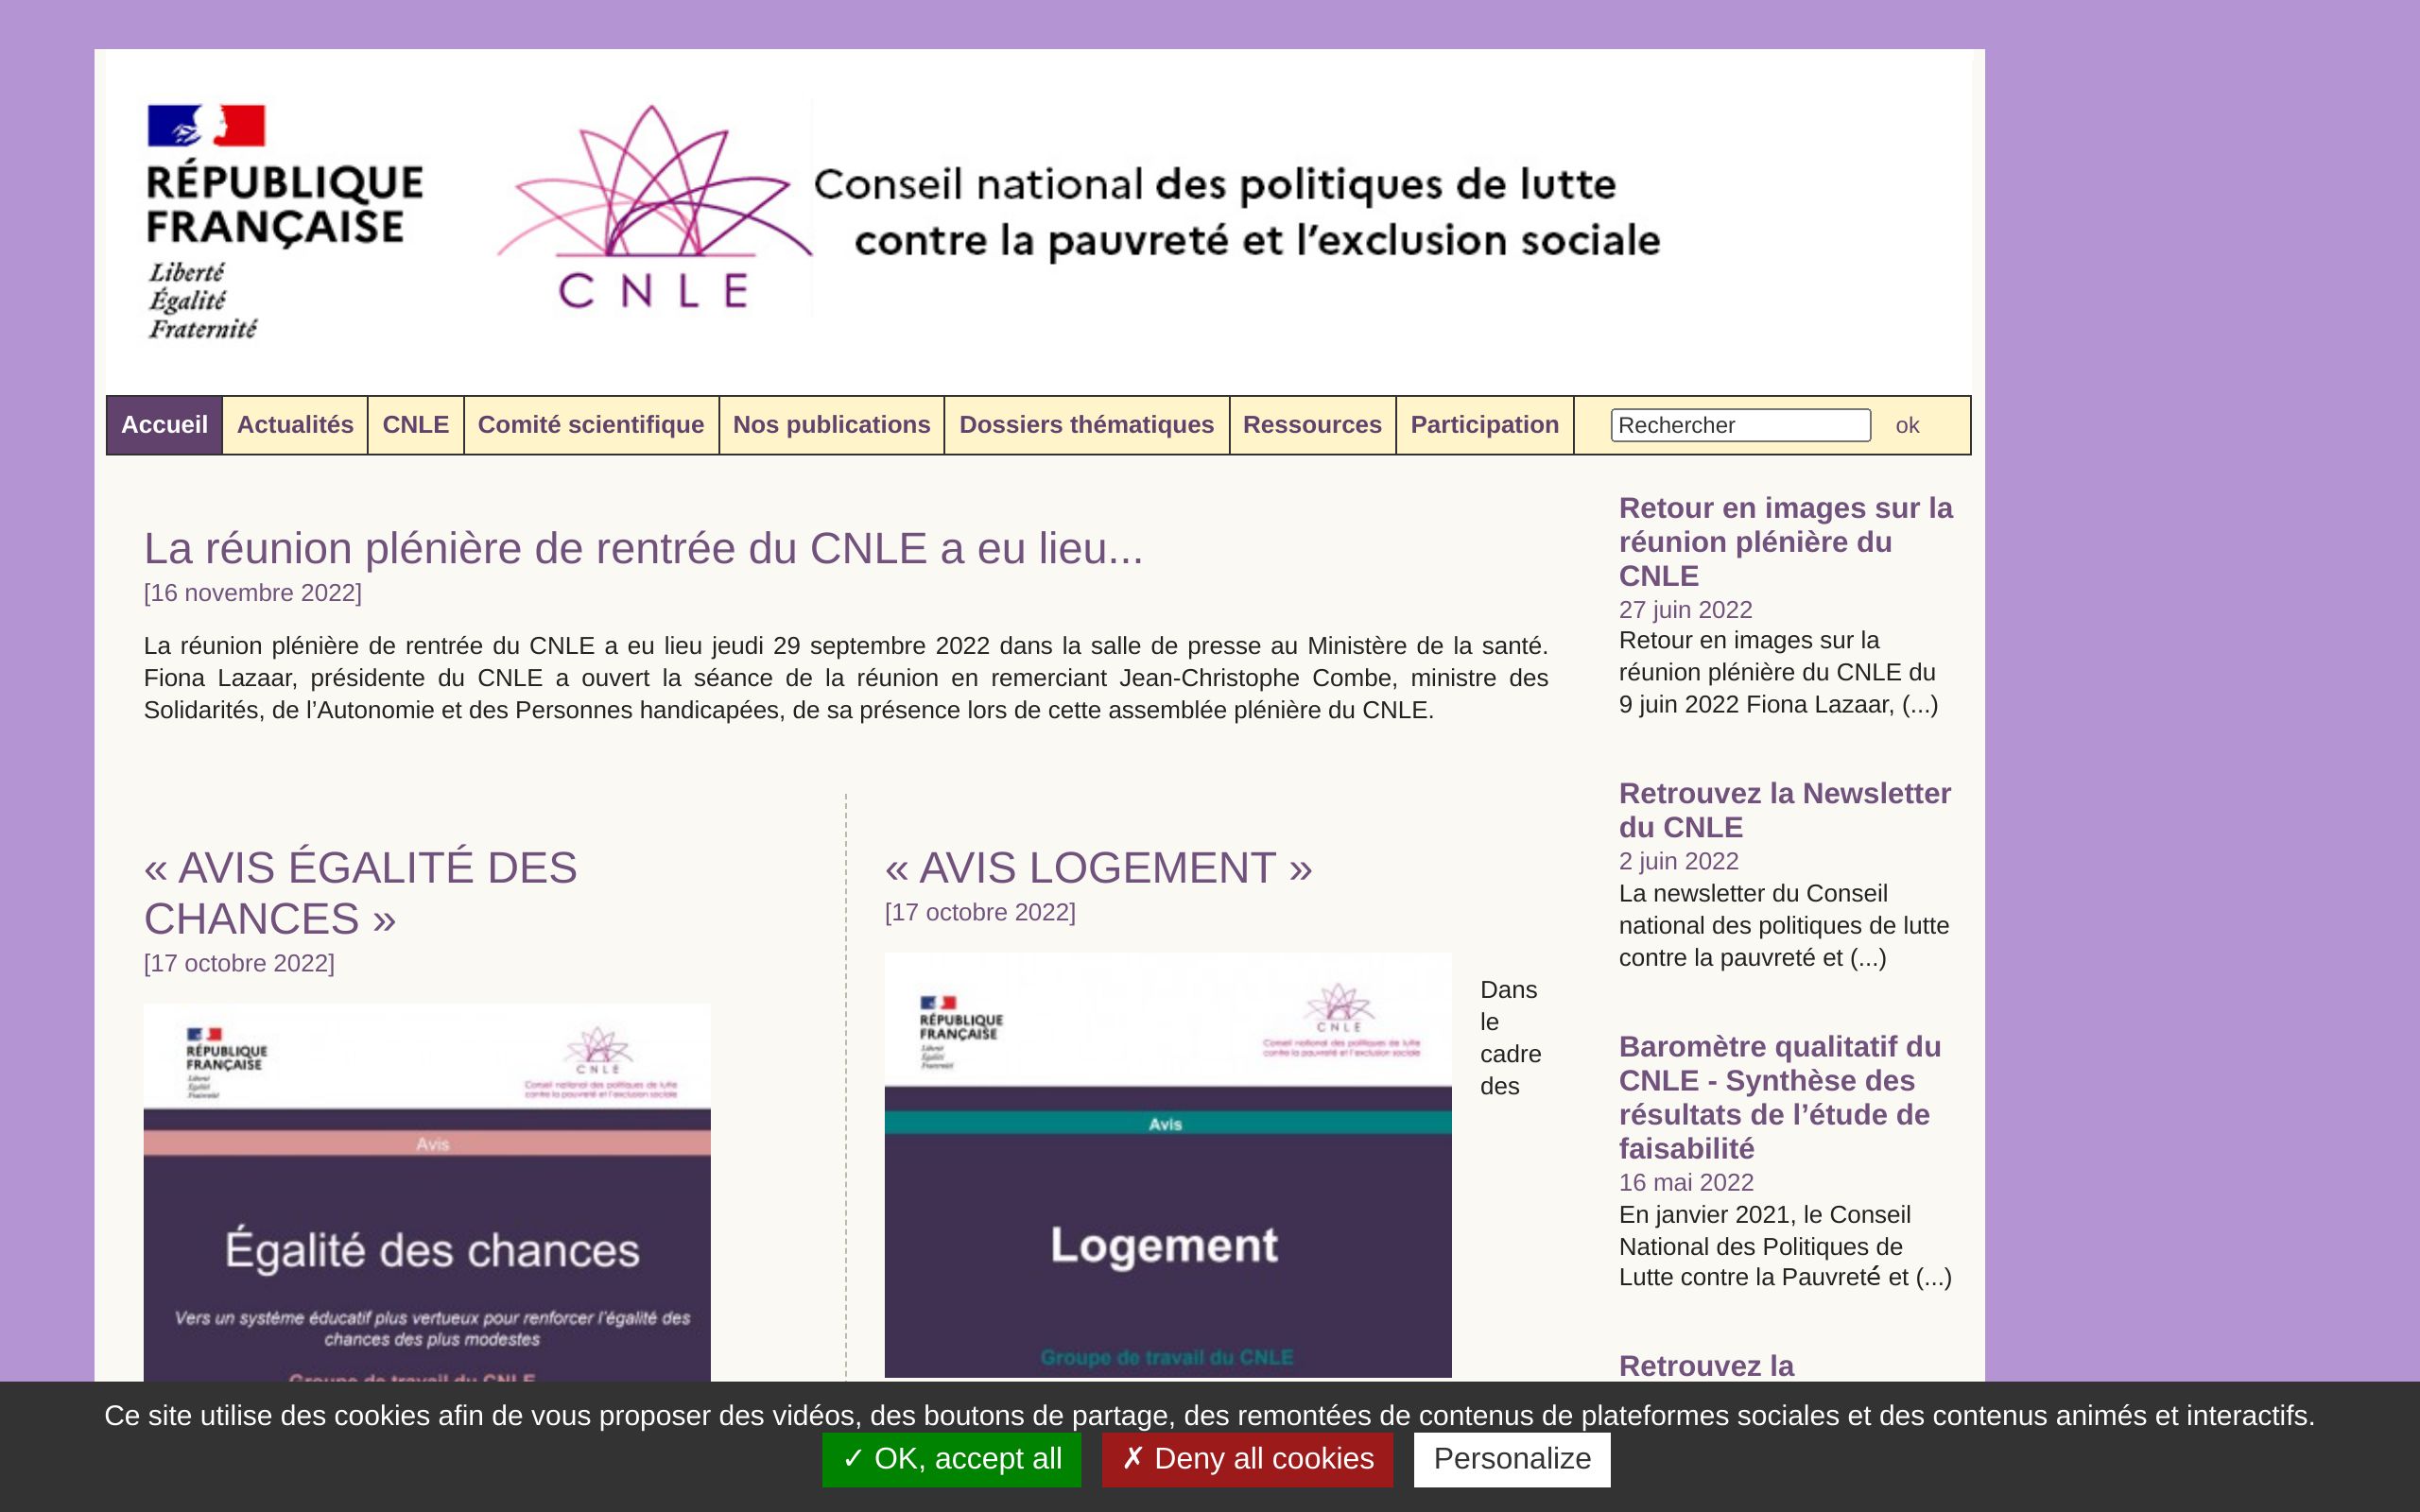 RÉPUBLIQUE
FRANÇAISE
Liberté
Égalité
Fraternité
CNLE
Conseil national des politiques de lutte
contre la pauvreté et l’exclusion sociale
Accueil
Actualités
CNLE
Comité scientifique
Nos publications
Dossiers thématiques
Ressources
Participation
Rechercher
ok
La réunion plénière de rentrée du CNLE a eu lieu...
[16 novembre 2022]
La réunion plénière de rentrée du CNLE a eu lieu jeudi 29 septembre 2022 dans la salle de presse au Ministère de la santé.
Fiona Lazaar, présidente du CNLE a ouvert la séance de la réunion en remerciant Jean-Christophe Combe, ministre des
Solidarités, de l’Autonomie et des Personnes handicapées, de sa présence lors de cette assemblée plénière du CNLE.
« AVIS ÉGALITÉ DES
CHANCES »
[17 octobre 2022]
RÉPUBLIQUE
FRANÇAISE
Liberté
Égalité
Fraternité
CNLE
Conseil national des politiques de lutte
contre la pauvreté et l'exclusion sociale
Avis
Égalité des chances
Vers un système éducatif plus vertueux pour renforcer l'égalité des
chances des plus modestes
Groupe de travail du CNLE
« AVIS LOGEMENT »
[17 octobre 2022]
RÉPUBLIQUE
FRANÇAISE
Liberté
Égalité
Fraternité
CNLE
Conseil national des politiques de lutte
contre la pauvreté et l'exclusion sociale
Avis
Logement
Groupe de travail du CNLE
Dans
le
cadre
des
Retour en images sur la
réunion plénière du
CNLE
27 juin 2022
Retour en images sur la
réunion plénière du CNLE du
9 juin 2022 Fiona Lazaar, (...)
Retrouvez la Newsletter
du CNLE
2 juin 2022
La newsletter du Conseil
national des politiques de lutte
contre la pauvreté et (...)
Baromètre qualitatif du
CNLE - Synthèse des
résultats de l’étude de
faisabilité
16 mai 2022
En janvier 2021, le Conseil
National des Politiques de
Lutte contre la Pauvreté et (...)
Retrouvez la
Ce site utilise des cookies afin de vous proposer des vidéos, des boutons de partage, des remontées de contenus de plateformes sociales et des contenus animés et interactifs.
✓ OK, accept all
✗ Deny all cookies
Personalize